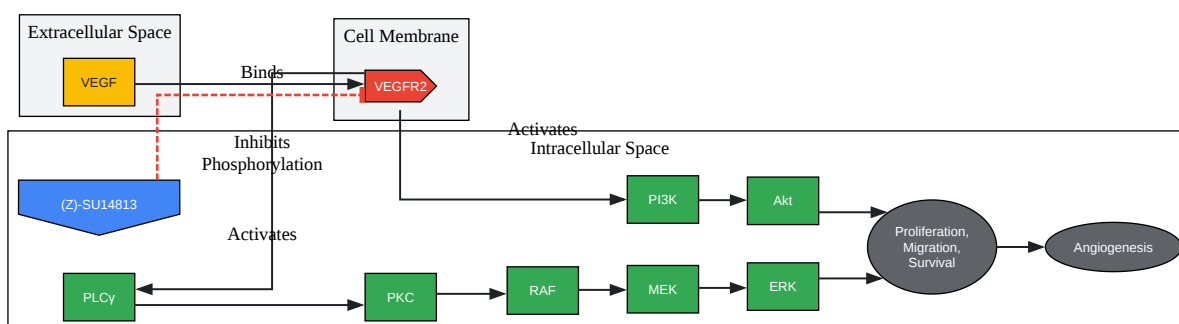 Extracellular Space
Cell Membrane
VEGF
Binds
VEGFR2
Activates
Inhibits
Phosphorylation
Intracellular Space
(Z)-SU14813
PI3K
Akt
Proliferation,
Migration,
Survival
Angiogenesis
Activates
PLCγ
PKC
RAF
MEK
ERK